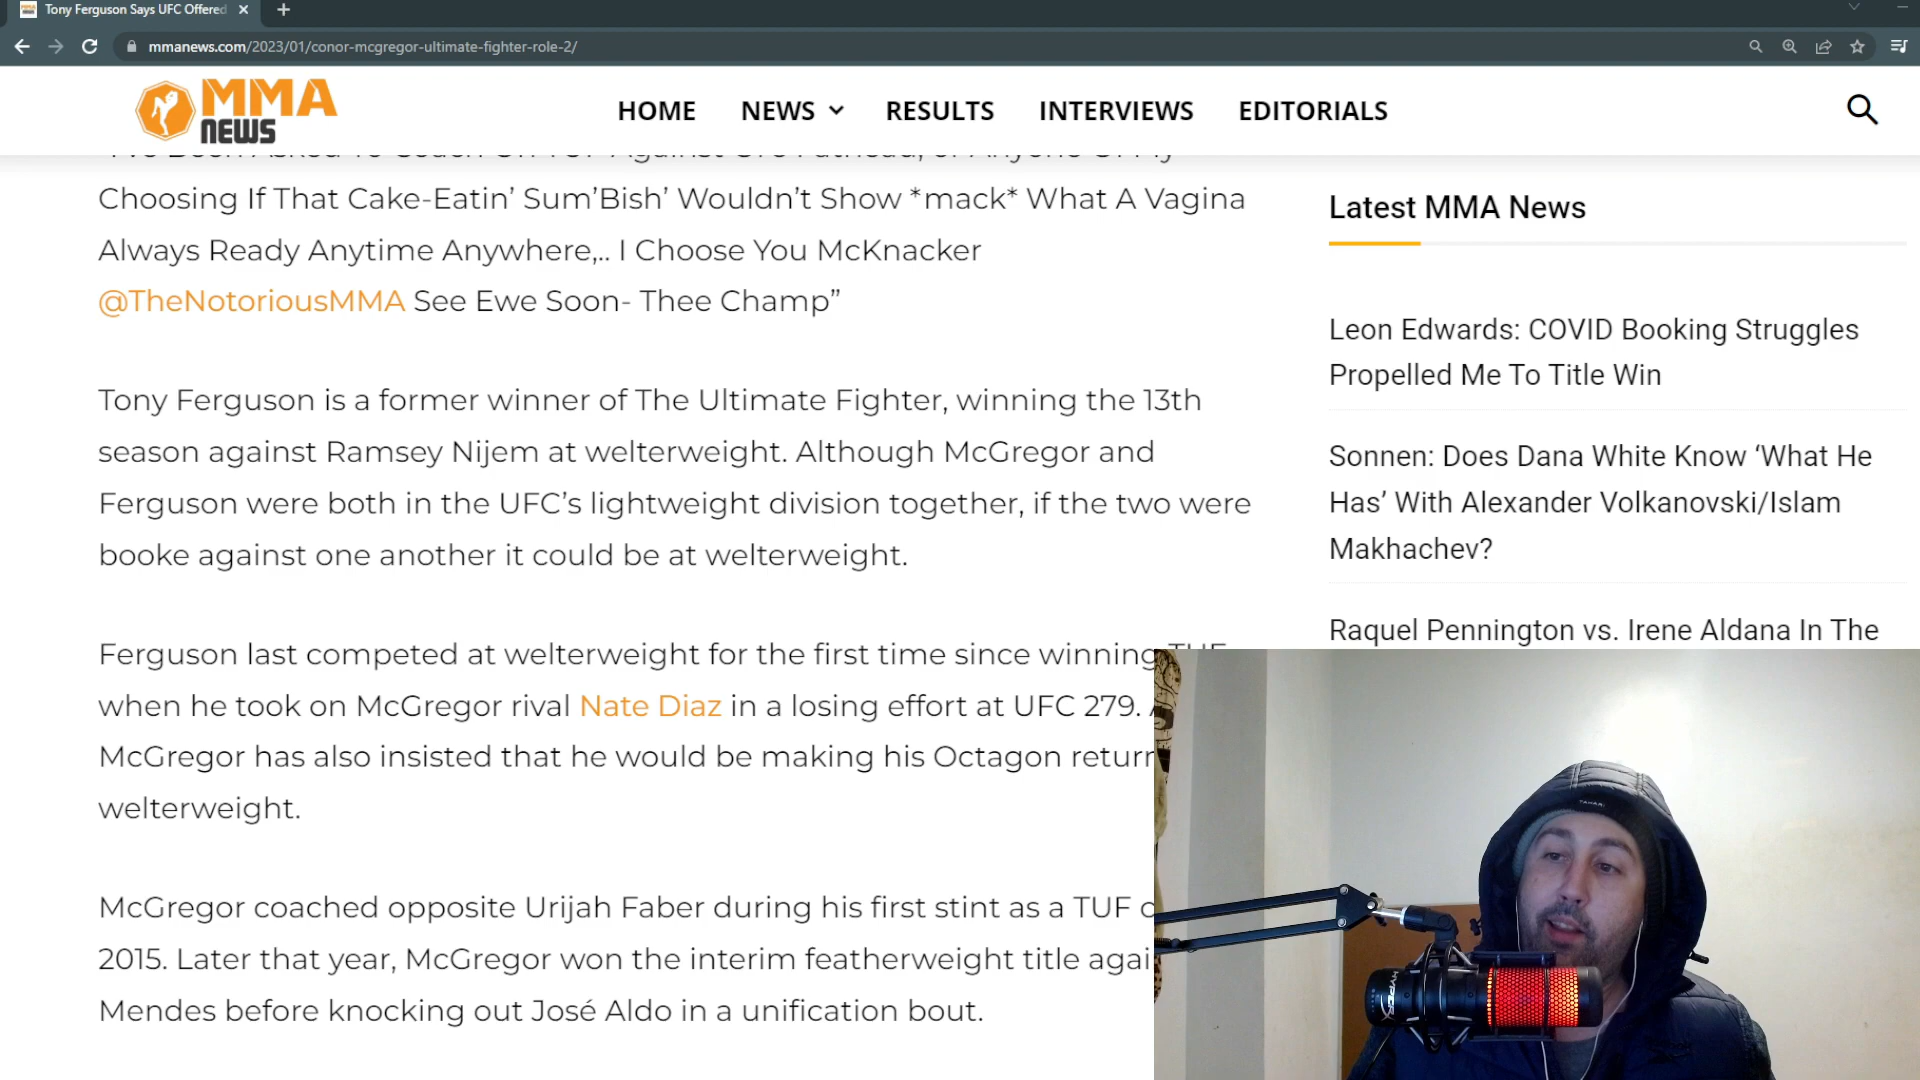 Tony Ferguson Says UFC Offered
mmanews.com/2023/01/conor-mcgregor-ultimate-fighter-role-2/
MMA
NEWS
HOME
NEWS
RESULTS
INTERVIEWS
EDITORIALS
Choosing If That Cake-Eatin’ Sum’Bish’ Wouldn’t Show *mack* What A Vagina
Always Ready Anytime Anywhere,.. I Choose You McKnacker
@TheNotoriousMMA See Ewe Soon- Thee Champ”
Tony Ferguson is a former winner of The Ultimate Fighter, winning the 13th
season against Ramsey Nijem at welterweight. Although McGregor and
Ferguson were both in the UFC’s lightweight division together, if the two were
booke against one another it could be at welterweight.
Ferguson last competed at welterweight for the first time since winning TUF
when he took on McGregor rival Nate Diaz in a losing effort at UFC 279.
McGregor has also insisted that he would be making his Octagon return
welterweight.
McGregor coached opposite Urijah Faber during his first stint as a TUF
2015. Later that year, McGregor won the interim featherweight title
Mendes before knocking out José Aldo in a unification bout.
Latest MMA News
Leon Edwards: COVID Booking Struggles
Propelled Me To Title Win
Sonnen: Does Dana White Know ‘What He
Has’ With Alexander Volkanovski/Islam
Makhachev?
Raquel Pennington vs. Irene Aldana In The
HYPERX